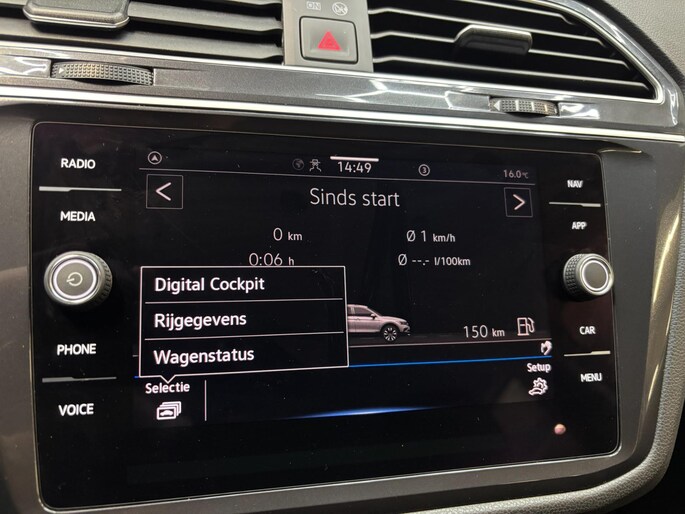 RADIO
MEDIA
PHONE
VOICE
NAV
APP
CAR
MENU
14:49
3
16.0 °C
<
Sinds start
>
0 km
Ø 1 km/h
0:06 h
Ø --.- l/100km
150 km
Digital Cockpit
Rijgegevens
Wagenstatus
Selectie
Setup